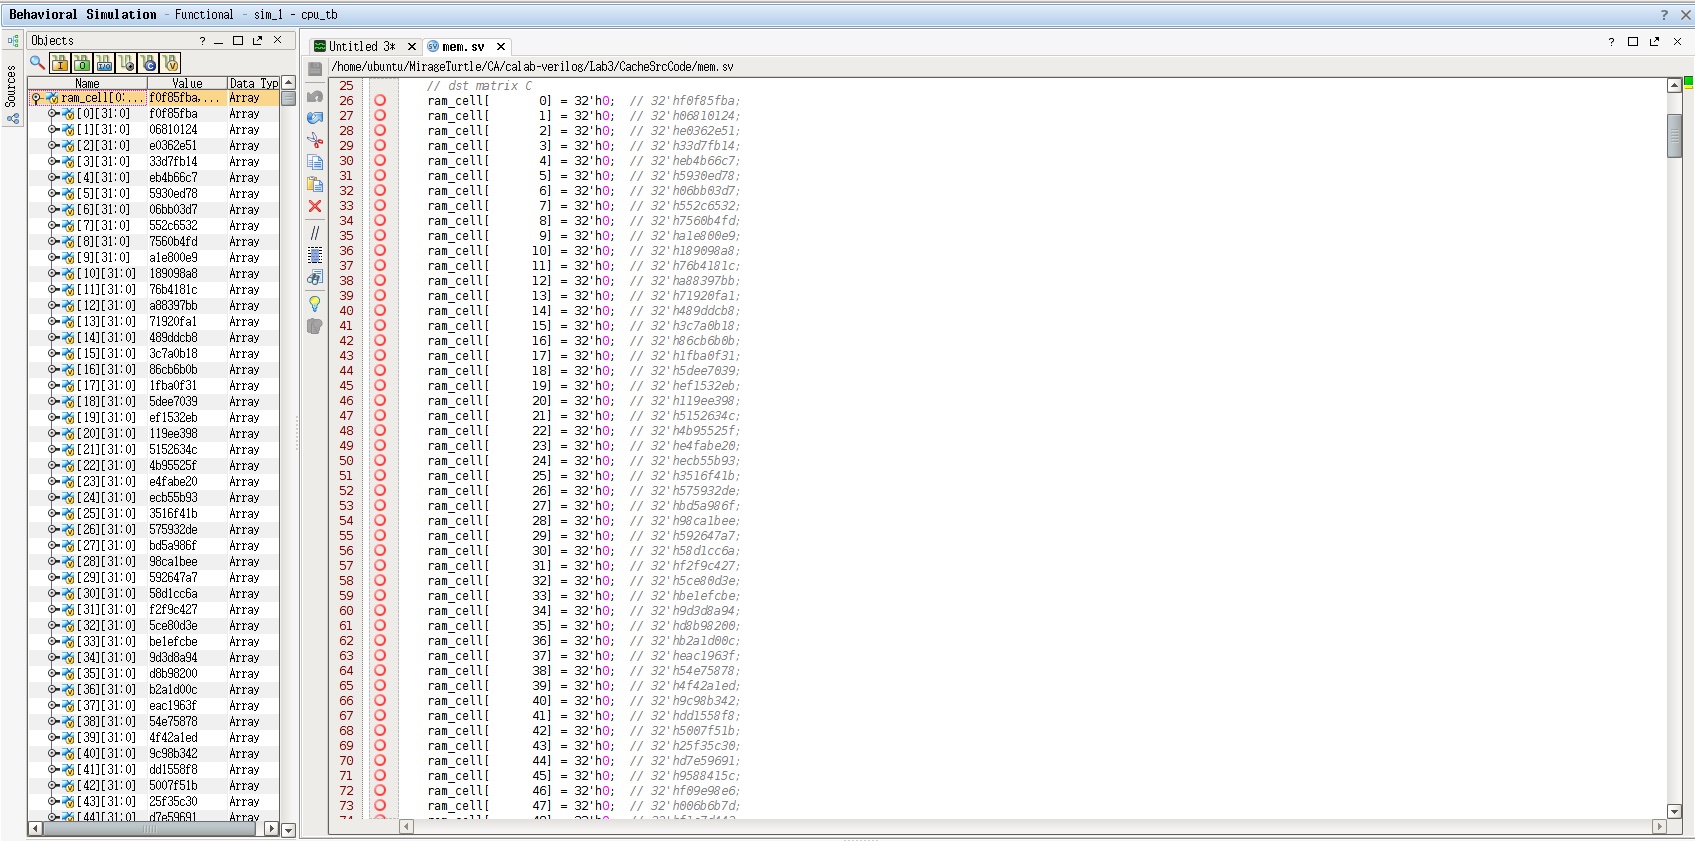 Behavioral Simulation - Functional - sim_1 - cpu_tb
Sources
Objects
Name Value Data Typ
ram_cell[0:... f0f85fba,... Array
[0][31:0] f0f85fba Array
[1][31:0] 06810124 Array
[2][31:0] e0362e51 Array
[3][31:0] 33d7fb14 Array
[4][31:0] eb4b66c7 Array
[5][31:0] 5930ed78 Array
[6][31:0] 06bb03d7 Array
[7][31:0] 552c6532 Array
[8][31:0] 7560b4fd Array
[9][31:0] a1e800e9 Array
[10][31:0] 189098a8 Array
[11][31:0] 76b4181c Array
[12][31:0] a88397bb Array
[13][31:0] 71920fa1 Array
[14][31:0] 489ddcb8 Array
[15][31:0] 3c7a0b18 Array
[16][31:0] 86cb6b0b Array
[17][31:0] 1fba0f31 Array
[18][31:0] 5dee7039 Array
[19][31:0] ef1532eb Array
[20][31:0] 119ee398 Array
[21][31:0] 5152634c Array
[22][31:0] 4b95525f Array
[23][31:0] e4fabe20 Array
[24][31:0] ecb55b93 Array
[25][31:0] 3516f41b Array
[26][31:0] 575932de Array
[27][31:0] bd5a986f Array
[28][31:0] 98ca1bee Array
[29][31:0] 592647a7 Array
[30][31:0] 58d1cc6a Array
[31][31:0] f2f9c427 Array
[32][31:0] 5ce80d3e Array
[33][31:0] be1efcbe Array
[34][31:0] 9d3d8a94 Array
[35][31:0] d8b98200 Array
[36][31:0] b2a1d00c Array
[37][31:0] eac1963f Array
[38][31:0] 54e75878 Array
[39][31:0] 4f42a1ed Array
[40][31:0] 9c98b342 Array
[41][31:0] dd1558f8 Array
[42][31:0] 5007f51b Array
[43][31:0] 25f35c30 Array
[44][31:0] d7e59691 Array
Untitled 3* mem.sv
/home/ubuntu/MirageTurtle/CA/calab-verilog/Lab3/CacheSrcCode/mem.sv
25 // dst matrix C
26 ram_cell[ 0] = 32'h0; // 32'hf0f85fba;
27 ram_cell[ 1] = 32'h0; // 32'h06810124;
28 ram_cell[ 2] = 32'h0; // 32'he0362e51;
29 ram_cell[ 3] = 32'h0; // 32'h33d7fb14;
30 ram_cell[ 4] = 32'h0; // 32'heb4b66c7;
31 ram_cell[ 5] = 32'h0; // 32'h5930ed78;
32 ram_cell[ 6] = 32'h0; // 32'h06bb03d7;
33 ram_cell[ 7] = 32'h0; // 32'h552c6532;
34 ram_cell[ 8] = 32'h0; // 32'h7560b4fd;
35 ram_cell[ 9] = 32'h0; // 32'ha1e800e9;
36 ram_cell[ 10] = 32'h0; // 32'h189098a8;
37 ram_cell[ 11] = 32'h0; // 32'h76b4181c;
38 ram_cell[ 12] = 32'h0; // 32'ha88397bb;
39 ram_cell[ 13] = 32'h0; // 32'h71920fa1;
40 ram_cell[ 14] = 32'h0; // 32'h489ddcb8;
41 ram_cell[ 15] = 32'h0; // 32'h3c7a0b18;
42 ram_cell[ 16] = 32'h0; // 32'h86cb6b0b;
43 ram_cell[ 17] = 32'h0; // 32'h1fba0f31;
44 ram_cell[ 18] = 32'h0; // 32'h5dee7039;
45 ram_cell[ 19] = 32'h0; // 32'hef1532eb;
46 ram_cell[ 20] = 32'h0; // 32'h119ee398;
47 ram_cell[ 21] = 32'h0; // 32'h5152634c;
48 ram_cell[ 22] = 32'h0; // 32'h4b95525f;
49 ram_cell[ 23] = 32'h0; // 32'he4fabe20;
50 ram_cell[ 24] = 32'h0; // 32'hecb55b93;
51 ram_cell[ 25] = 32'h0; // 32'h3516f41b;
52 ram_cell[ 26] = 32'h0; // 32'h575932de;
53 ram_cell[ 27] = 32'h0; // 32'hbd5a986f;
54 ram_cell[ 28] = 32'h0; // 32'h98ca1bee;
55 ram_cell[ 29] = 32'h0; // 32'h592647a7;
56 ram_cell[ 30] = 32'h0; // 32'h58d1cc6a;
57 ram_cell[ 31] = 32'h0; // 32'hf2f9c427;
58 ram_cell[ 32] = 32'h0; // 32'h5ce80d3e;
59 ram_cell[ 33] = 32'h0; // 32'hbe1efcbe;
60 ram_cell[ 34] = 32'h0; // 32'h9d3d8a94;
61 ram_cell[ 35] = 32'h0; // 32'hd8b98200;
62 ram_cell[ 36] = 32'h0; // 32'hb2a1d00c;
63 ram_cell[ 37] = 32'h0; // 32'heac1963f;
64 ram_cell[ 38] = 32'h0; // 32'h54e75878;
65 ram_cell[ 39] = 32'h0; // 32'h4f42a1ed;
66 ram_cell[ 40] = 32'h0; // 32'h9c98b342;
67 ram_cell[ 41] = 32'h0; // 32'hdd1558f8;
68 ram_cell[ 42] = 32'h0; // 32'h5007f51b;
69 ram_cell[ 43] = 32'h0; // 32'h25f35c30;
70 ram_cell[ 44] = 32'h0; // 32'hd7e59691;
71 ram_cell[ 45] = 32'h0; // 32'h9588415c;
72 ram_cell[ 46] = 32'h0; // 32'hf09e98e6;
73 ram_cell[ 47] = 32'h0; // 32'h006b6b7d;